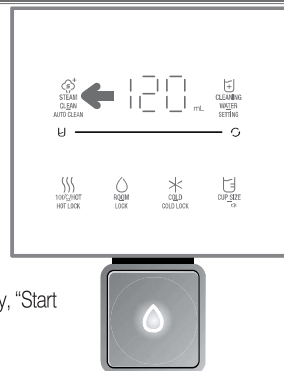 STEAM
CLEAN
AUTO CLEAN
120 mL
CLEANING
WATER
SETTING
100℃/HOT
HOT LOCK
ROOM
LOCK
COLD
COLD LOCK
CUP SIZE
y, “Start